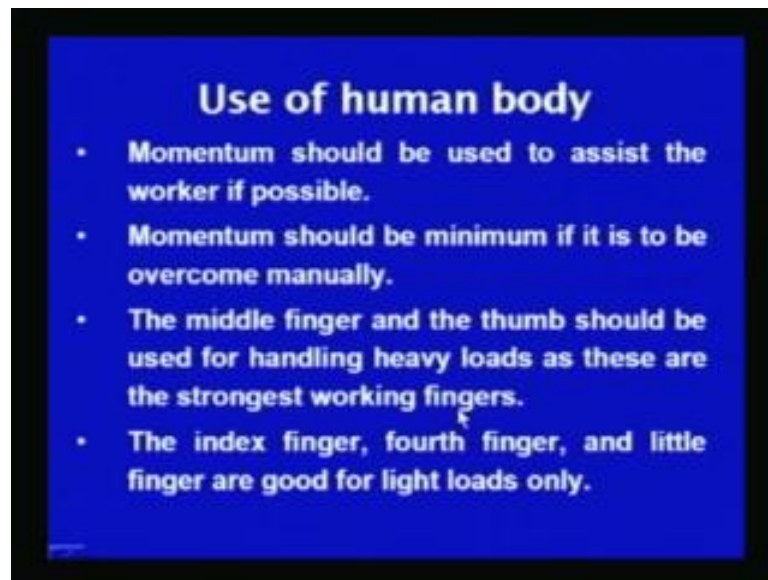 Use of human body
• Momentum should be used to assist the
worker if possible.
• Momentum should be minimum if it is to be
overcome manually.
• The middle finger and the thumb should be
used for handling heavy loads as these are
the strongest working fingers.
• The index finger, fourth finger, and little
finger are good for light loads only.